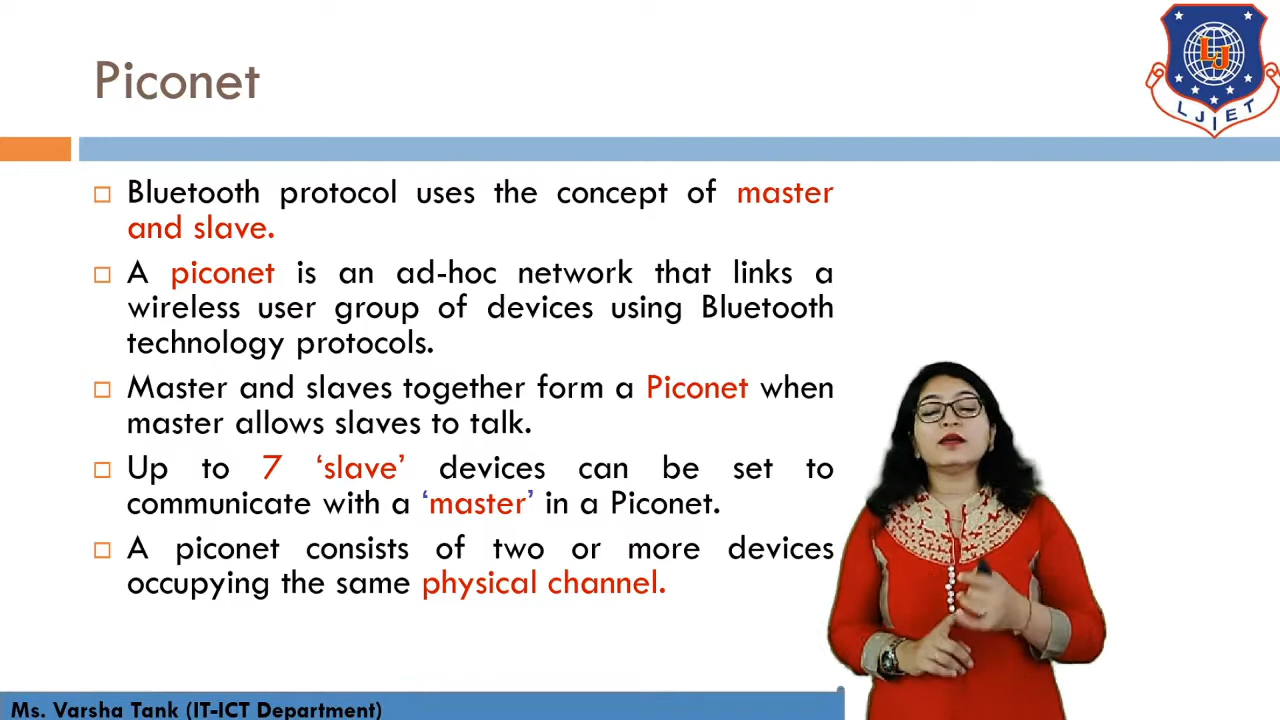 Piconet
LJ
LJIET
Bluetooth protocol uses the concept of master
and slave.
A piconet is an ad-hoc network that links a
wireless user group of devices using Bluetooth
technology protocols.
Master and slaves together form a Piconet when
master allows slaves to talk.
Up to 7 ‘slave’ devices can be set to
communicate with a ‘master’ in a Piconet.
A piconet consists of two or more devices
occupying the same physical channel.
Ms. Varsha Tank (IT-ICT Department)